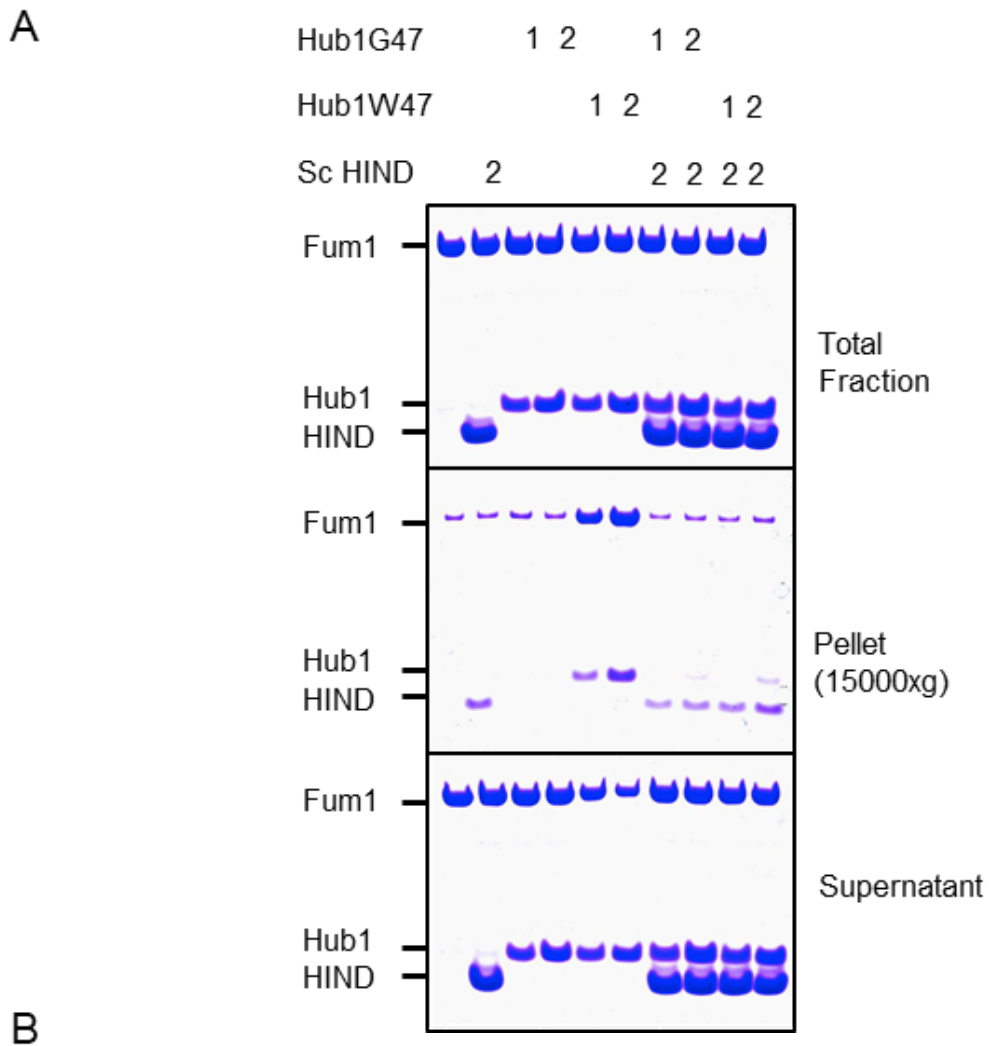 A
Hub1G47 1 2 1 2
Hub1W47 1 2 1 2
Sc HIND 2 2 2 2 2
Fum1
Total
Fraction
Hub1
HIND
Fum1
Pellet
(15000xg)
Hub1
HIND
Fum1
Supernatant
Hub1
HIND
B